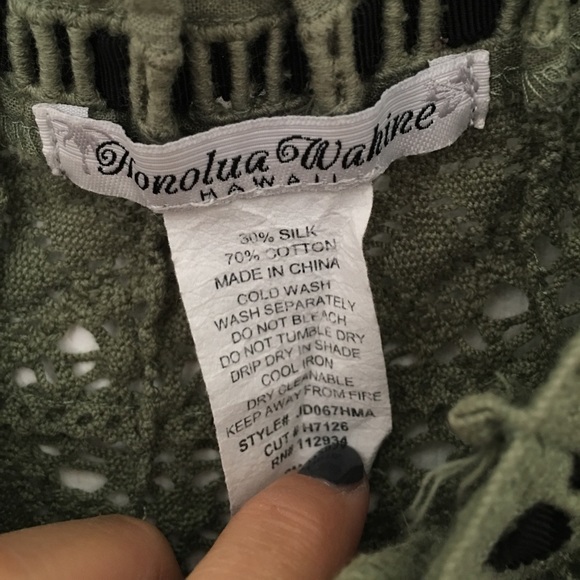 Honolua Wahine
HAWAII
30% SILK
70% COTTON
MADE IN CHINA
COLD WASH
WASH SEPARATELY
DO NOT BLEACH
DO NOT TUMBLE DRY
DRIP DRY IN SHADE
COOL IRON
DRY CLEANABLE
KEEP AWAY FROM FIRE
STYLE# JD067HMA
CUT # H7126
RN# 112934